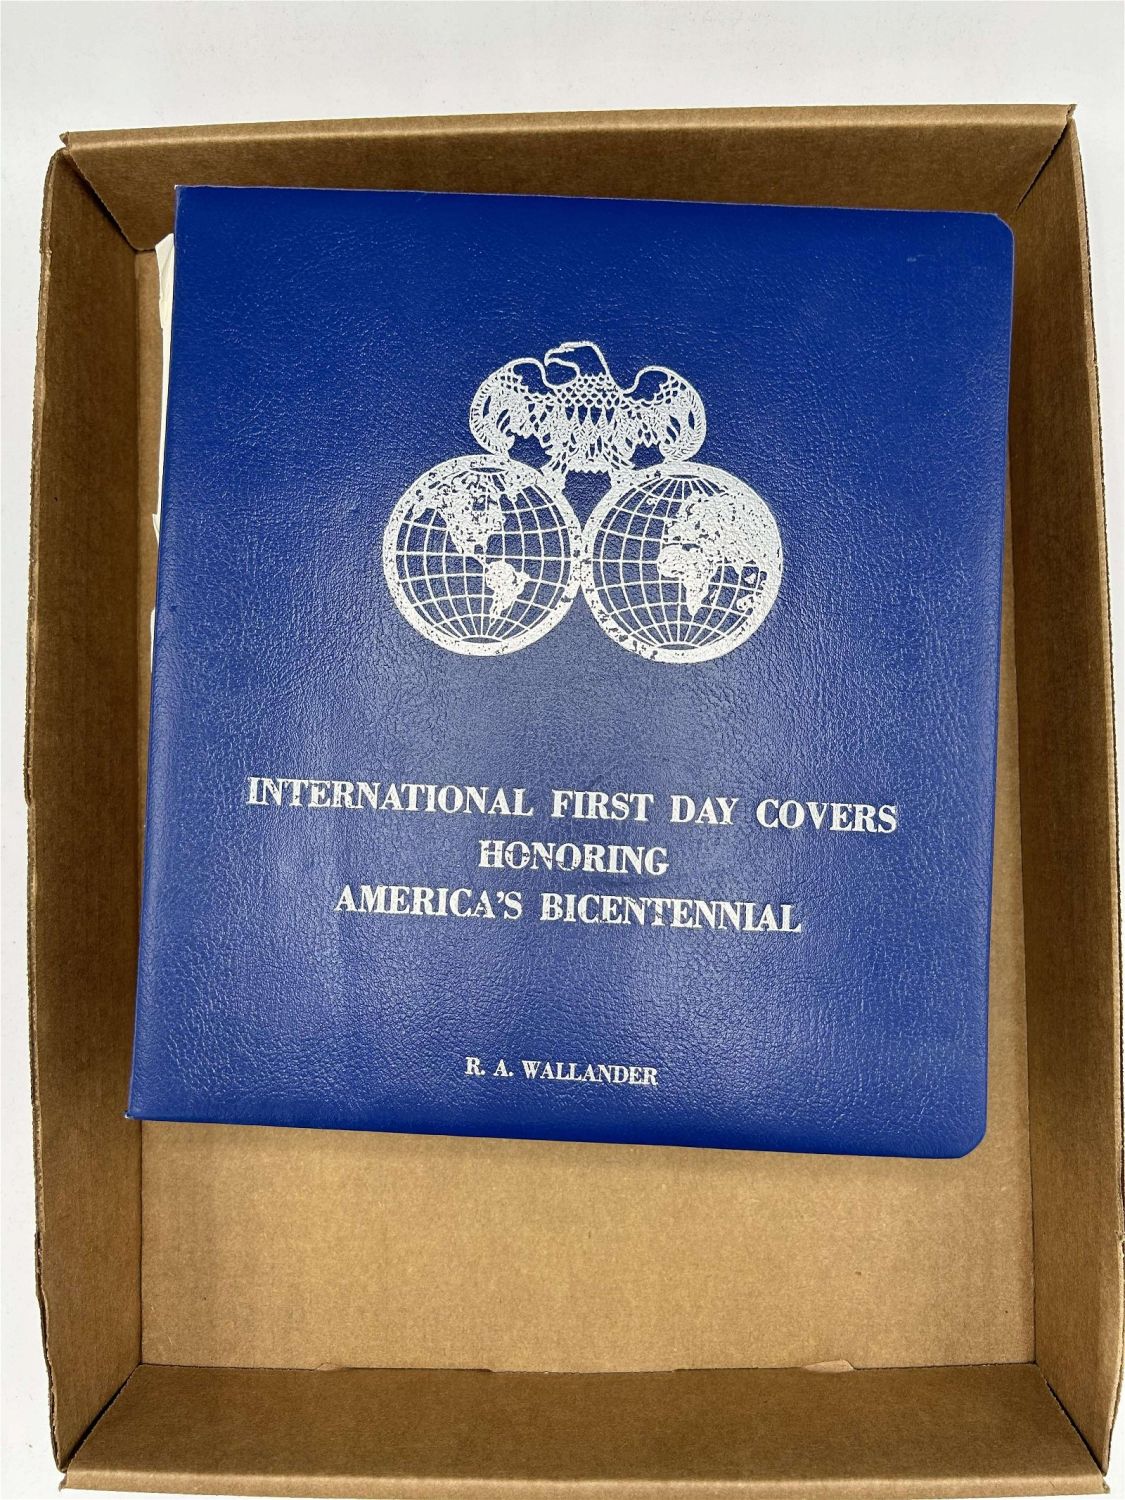 INTERNATIONAL FIRST DAY COVERS
HONORING
AMERICA'S BICENTENNIAL
R. A. WALLANDER